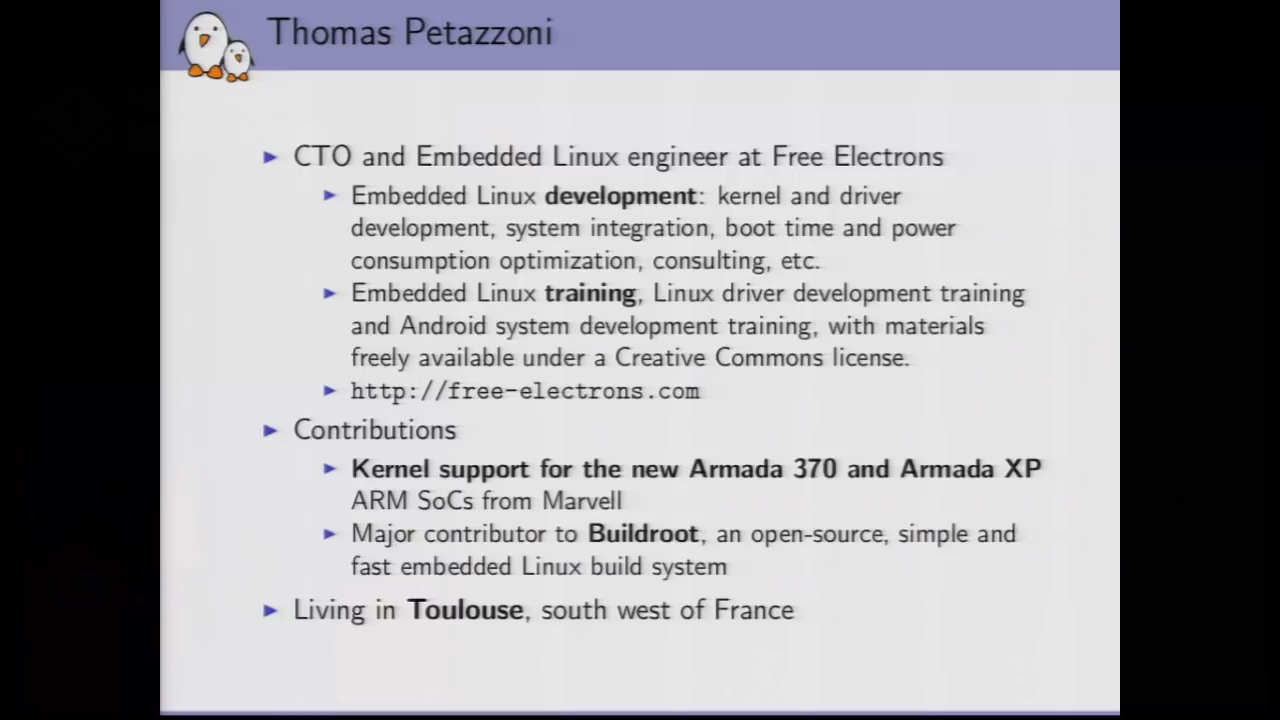 Thomas Petazzoni
CTO and Embedded Linux engineer at Free Electrons
Embedded Linux development: kernel and driver
development, system integration, boot time and power
consumption optimization, consulting, etc.
Embedded Linux training, Linux driver development training
and Android system development training, with materials
freely available under a Creative Commons license.
http://free-electrons.com
Contributions
Kernel support for the new Armada 370 and Armada XP
ARM SoCs from Marvell
Major contributor to Buildroot, an open-source, simple and
fast embedded Linux build system
Living in Toulouse, south west of France